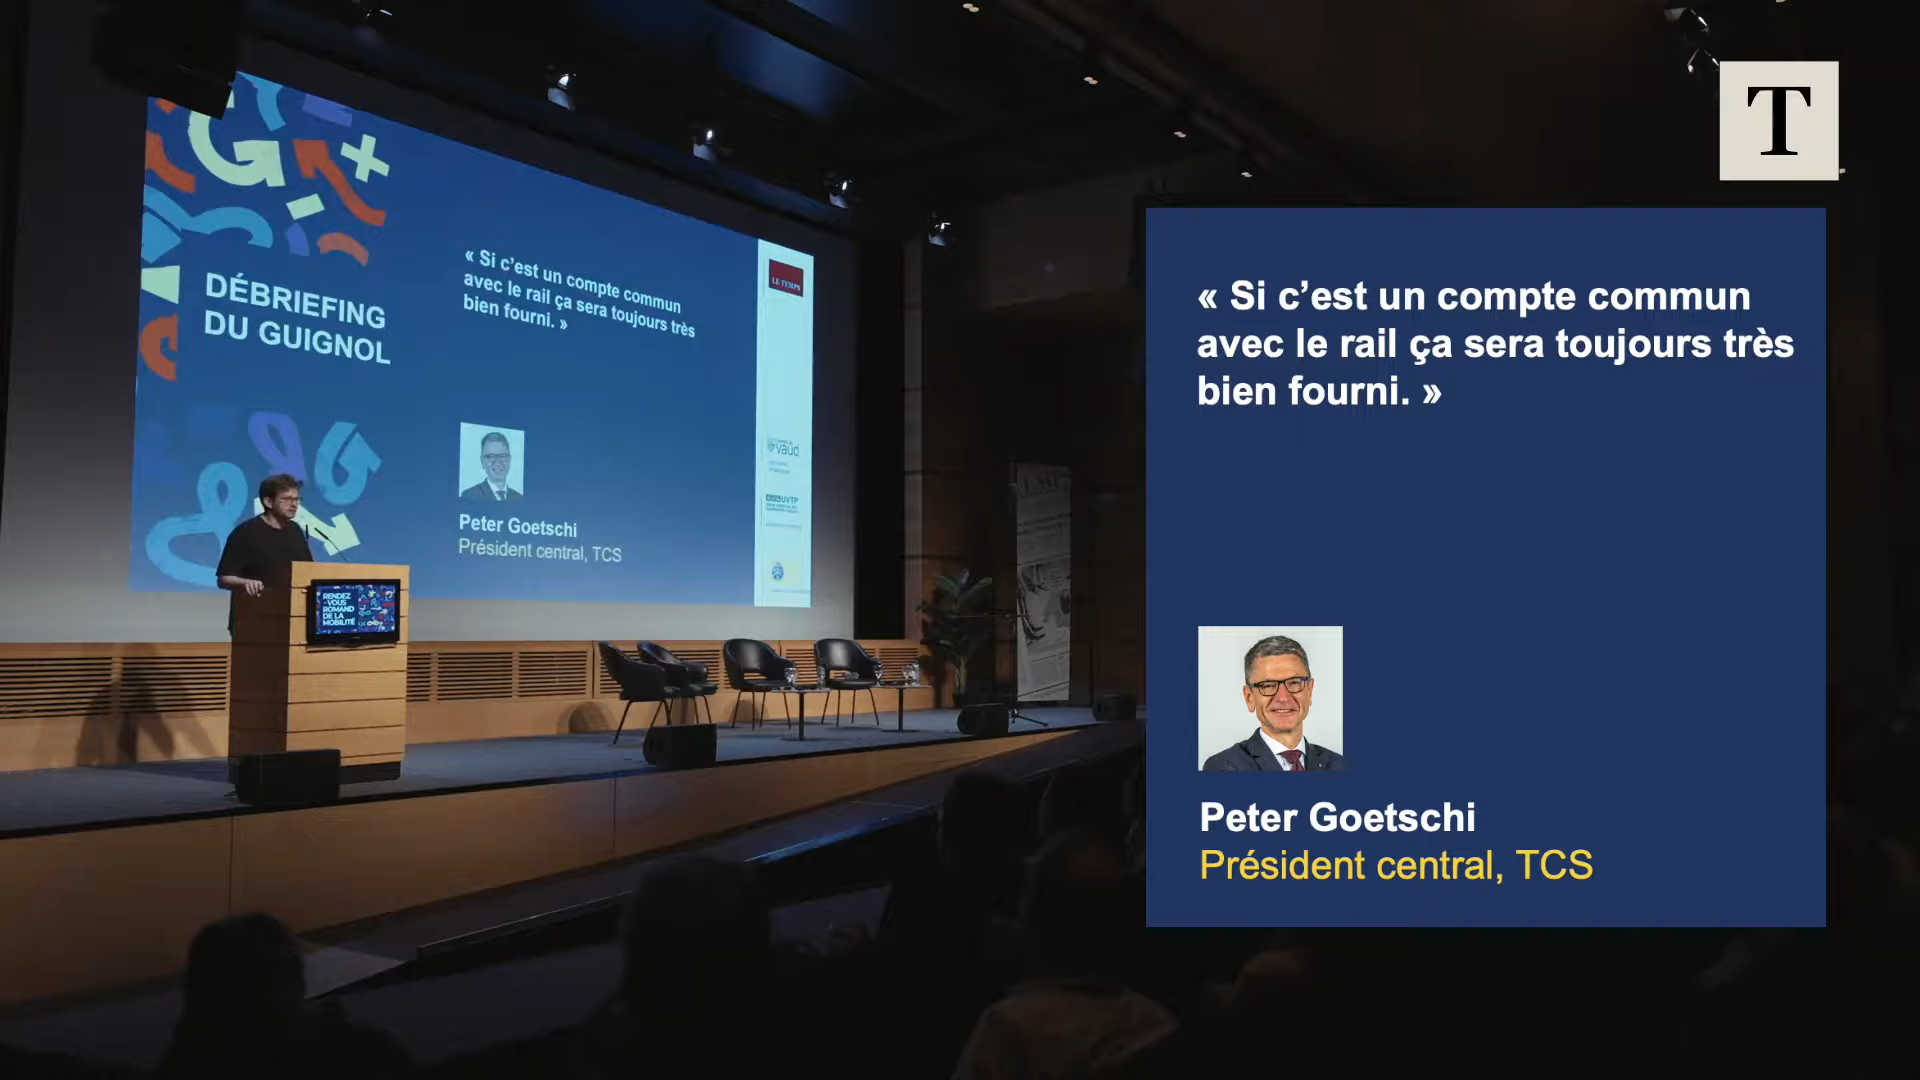 DÉBRIEFING
DU GUIGNOL
« Si c’est un compte commun
avec le rail ça sera toujours très
bien fourni. »
Peter Goetschi
Président central, TCS
LE TEMPS
vaud
UVTP
RENDEZ
-VOUS
ROMAND
DE LA
MOBILITÉ
T
« Si c’est un compte commun
avec le rail ça sera toujours très
bien fourni. »
Peter Goetschi
Président central, TCS